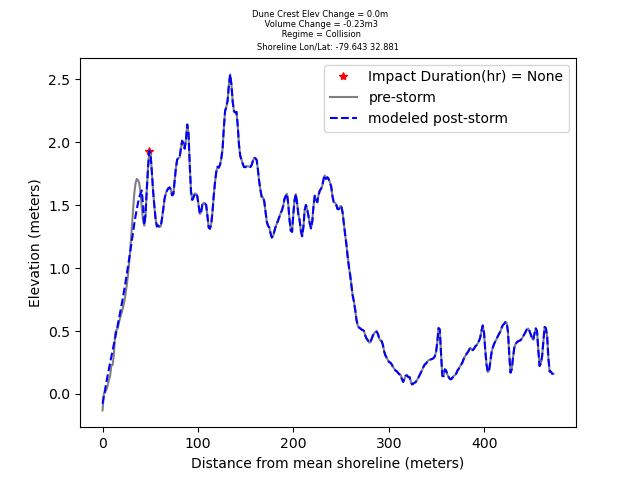 Dune Crest Elev Change = 0.0m
Volume Change = -0.23m3
Regime = Collision
Shoreline Lon/Lat: -79.643 32.881
Impact Duration(hr) = None
pre-storm
modeled post-storm
Elevation (meters)
2.5
2.0
1.5
1.0
0.5
0.0
0 100 200 300 400
Distance from mean shoreline (meters)